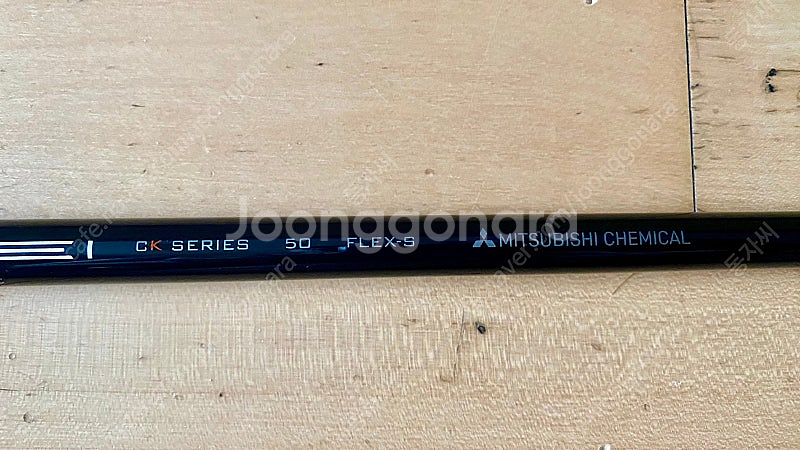 CK SERIES 50 FLEX-S MITSUBISHI CHEMICAL
Joonggonara